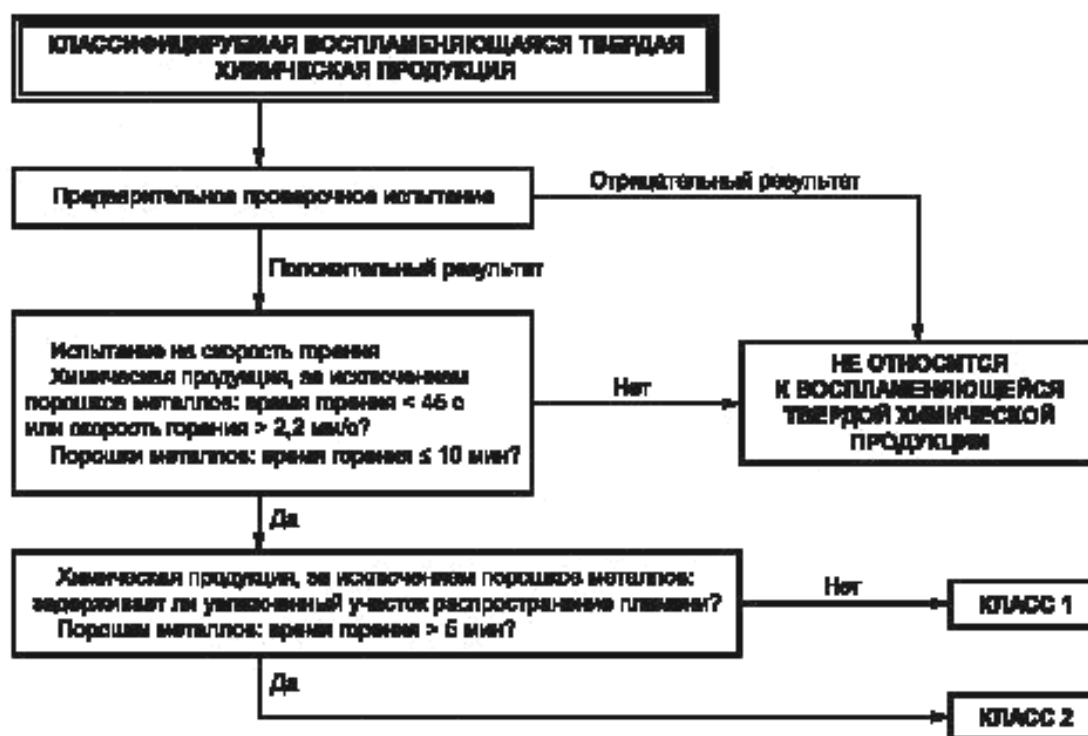 КЛАССИФИЦИРУЕМАЯ ВОСПЛАМЕНЯЮЩАЯСЯ ТВЕРДАЯ
ХИМИЧЕСКАЯ ПРОДУКЦИЯ
Предварительное проверочное испытание
Отрицательный результат
Положительный результат
Испытание на скорость горения
Химическая продукция, за исключением
порошков металлов: время горения < 45 с
или скорость горения > 2,2 мм/с?
Порошки металлов: время горения ≤ 10 мин?
Нет
НЕ ОТНОСИТСЯ
К ВОСПЛАМЕНЯЮЩЕЙСЯ
ТВЕРДОЙ ХИМИЧЕСКОЙ
ПРОДУКЦИИ
Да
Химическая продукция, за исключением порошков металлов:
задерживает ли увлажненный участок распространение пламени?
Порошки металлов: время горения > 5 мин?
Нет
КЛАСС 1
Да
КЛАСС 2